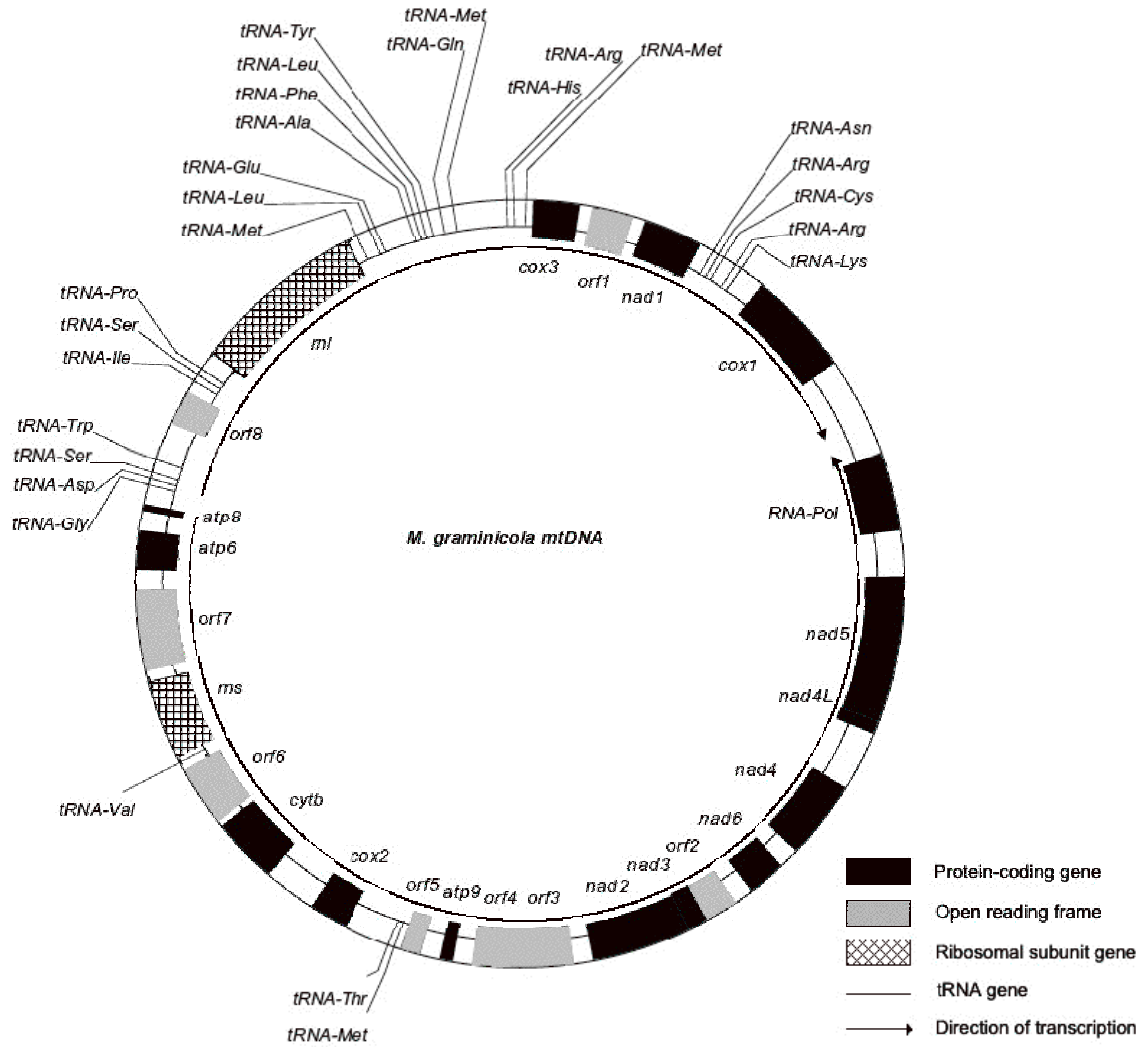 tRNA-Met
tRNA-Gln
tRNA-Tyr
tRNA-Leu
tRNA-Phe
tRNA-Ala
tRNA-Glu
tRNA-Leu
tRNA-Met
tRNA-Arg
tRNA-Met
tRNA-His
tRNA-Asn
tRNA-Arg
tRNA-Cys
tRNA-Arg
tRNA-Lys
cox3
orf1
nad1
cox1
rnl
tRNA-Pro
tRNA-Ser
tRNA-Ile
orf8
tRNA-Trp
tRNA-Ser
tRNA-Asp
tRNA-Gly
atp8
atp6
M. graminicola mtDNA
RNA-Pol
orf7
nad5
rns
nad4L
orf6
nad4
tRNA-Val
cytb
nad6
cox2
orf2
nad3
orf5
atp9
orf4
orf3
nad2
tRNA-Thr
tRNA-Met
Protein-coding gene
Open reading frame
Ribosomal subunit gene
tRNA gene
Direction of transcription